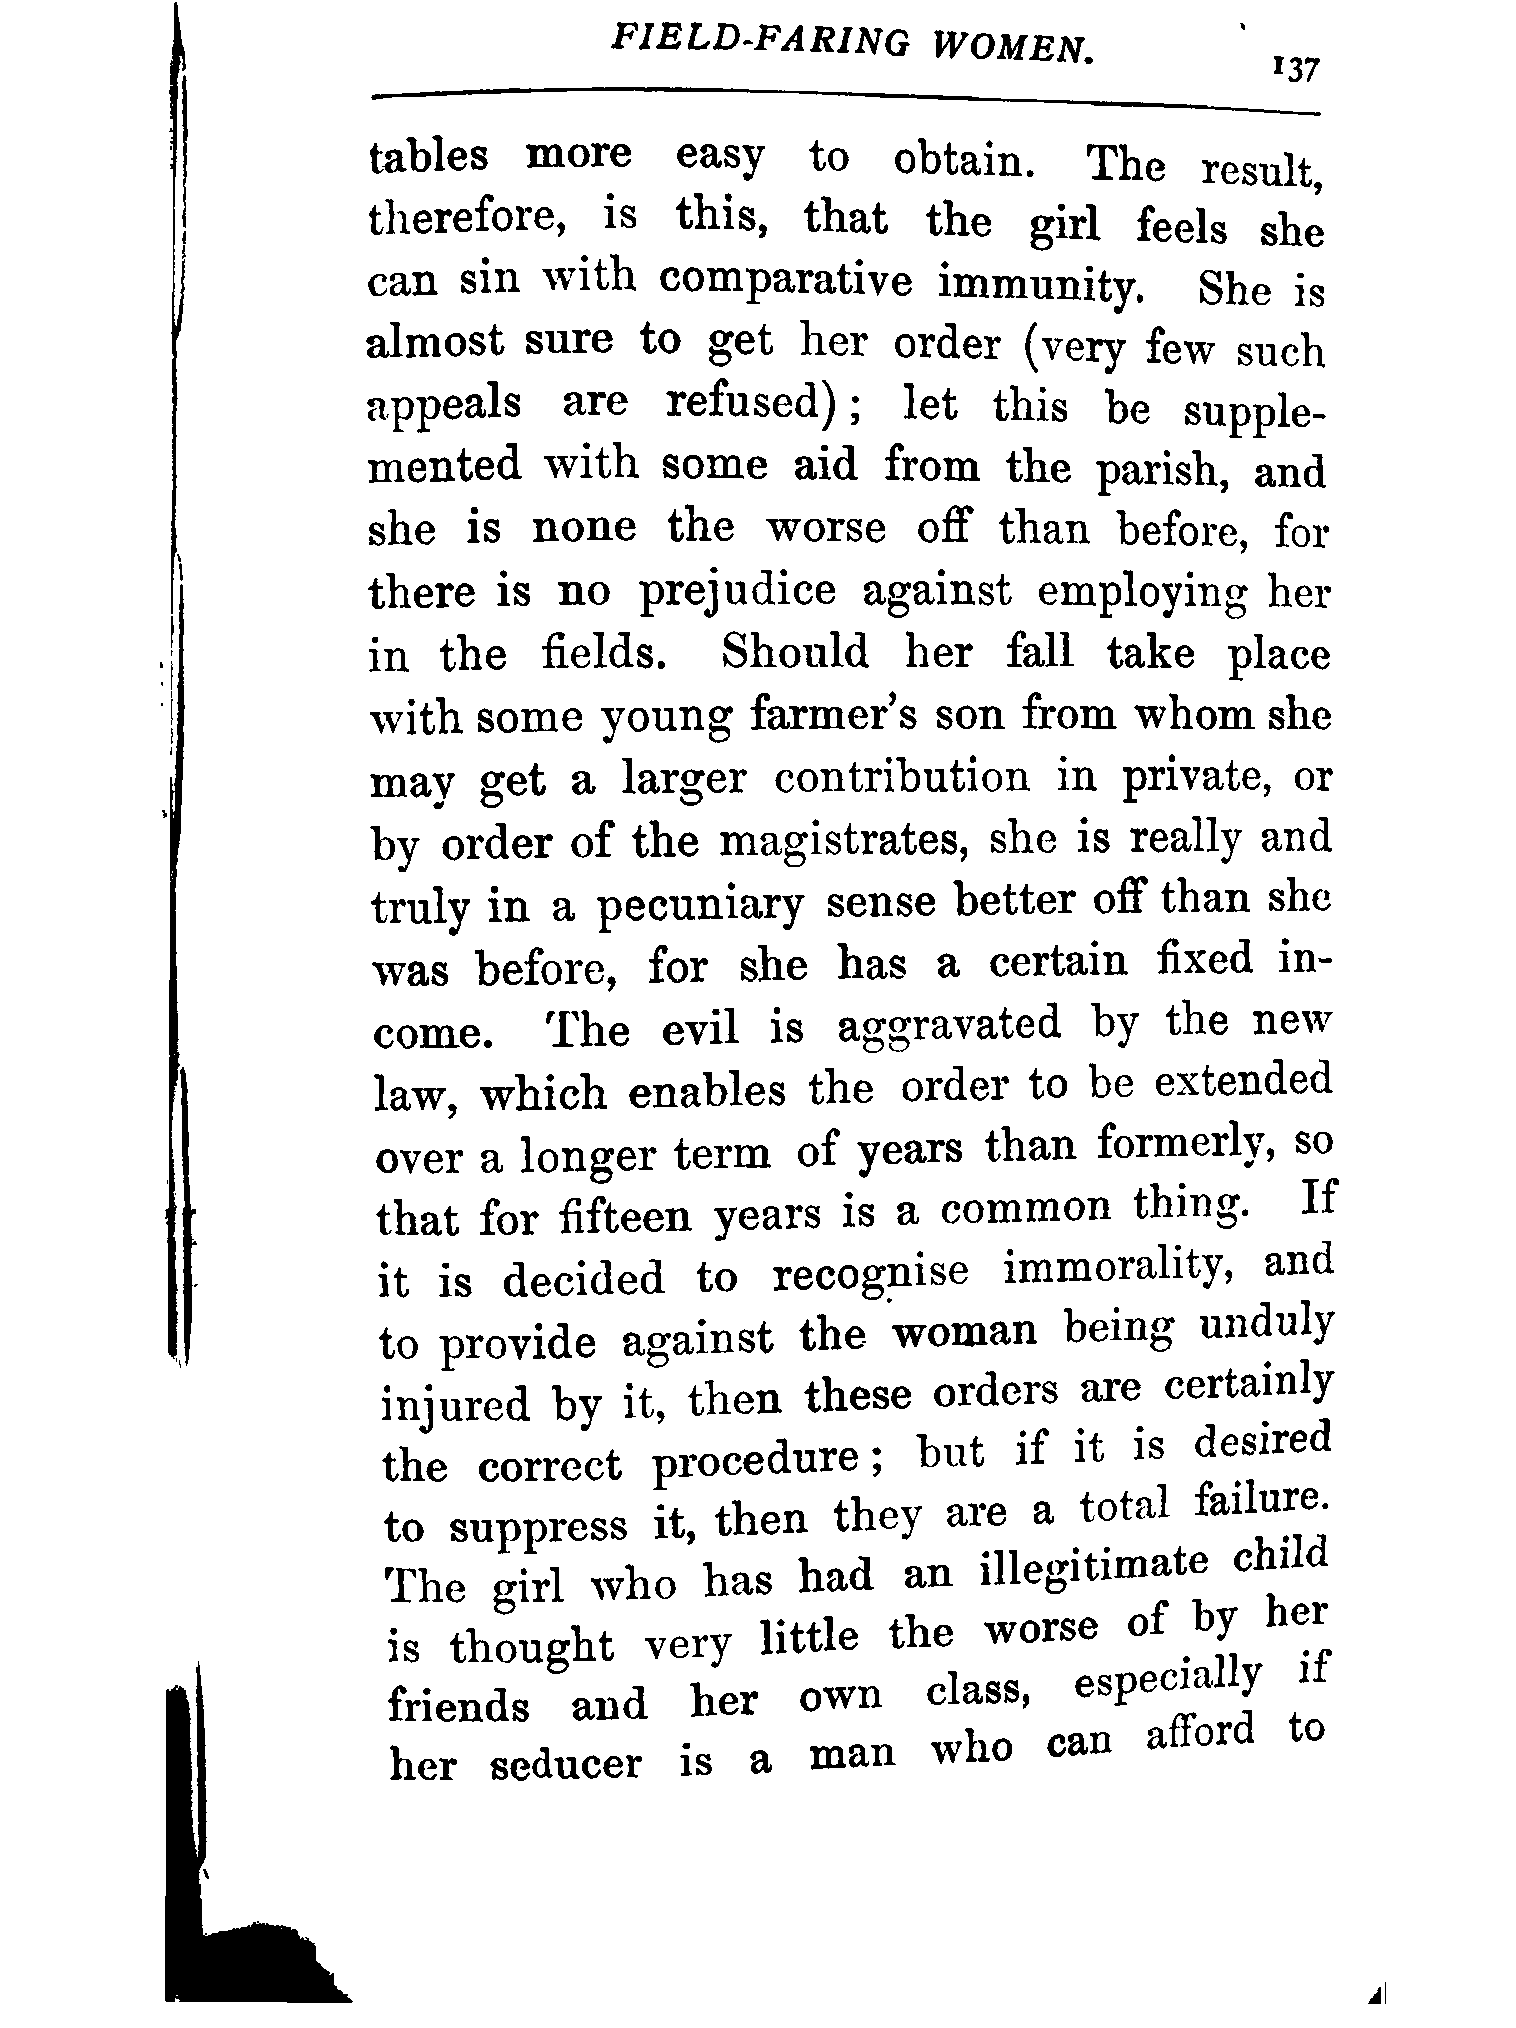 FIELD-FARING WOMEN. 137
tables more easy to obtain. The result,
therefore, is this, that the girl feels she
can sin with comparative immunity. She is
almost sure to get her order (very few such
appeals are refused); let this be supple-
mented with some aid from the parish, and
she is none the worse off than before, for
there is no prejudice against employing her
in the fields. Should her fall take place
with some young farmer's son from whom she
may get a larger contribution in private, or
by order of the magistrates, she is really and
truly in a pecuniary sense better off than she
was before, for she has a certain fixed in-
come. The evil is aggravated by the new
law, which enables the order to be extended
over a longer term of years than formerly, so
that for fifteen years is a common thing. If
it is decided to recognise immorality, and
to provide against the woman being unduly
injured by it, then these orders are certainly
the correct procedure; but if it is desired
to suppress it, then they are a total failure.
The girl who has had an illegitimate child
is thought very little the worse of by her
friends and her own class, especially if
her seducer is a man who can afford to